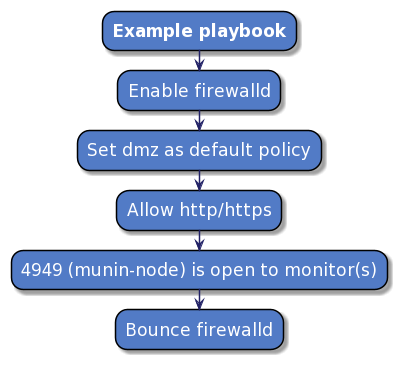 Example playbook
Enable firewalld
Set dmz as default policy
Allow http/https
4949 (munin-node) is open to monitor(s)
Bounce firewalld